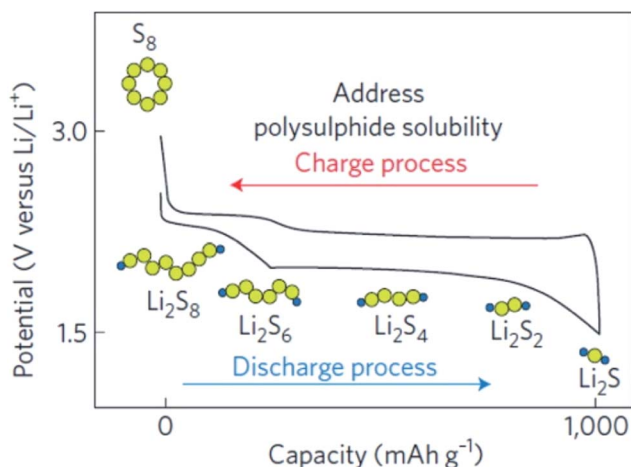 S8
Address
polysulphide solubility
Charge process
3.0
Potential (V versus Li/Li+)
Li2S8
Li2S6
Li2S4
Li2S2
Li2S
1.5
Discharge process
0
1,000
Capacity (mAh g−1)